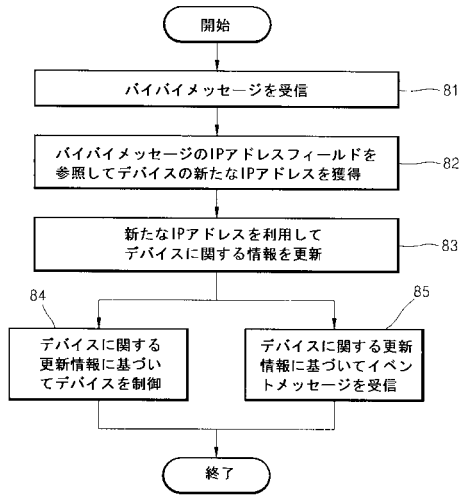 開始
バイバイメッセージを受信
81
バイバイメッセージのIPアドレスフィールドを
参照してデバイスの新たなIPアドレスを獲得
82
新たなIPアドレスを利用して
デバイスに関する情報を更新
83
84
デバイスに関する
更新情報に基づい
てデバイスを制御
85
デバイスに関する更新
情報に基づいてイベン
トメッセージを受信
終了